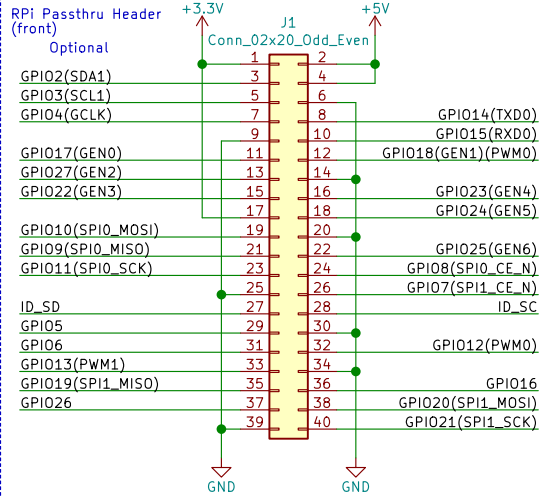 RPi Passthru Header
(front)
Optional
+3.3V
+5V
J1
Conn_02x20_Odd_Even
1 2
GPIO2(SDA1) 3 4
GPIO3(SCL1) 5 6
GPIO4(GCLK) 7 8 GPIO14(TXD0)
9 10 GPIO15(RXD0)
GPIO17(GEN0) 11 12 GPIO18(GEN1)(PWM0)
GPIO27(GEN2) 13 14
GPIO22(GEN3) 15 16 GPIO23(GEN4)
17 18 GPIO24(GEN5)
GPIO10(SPI0_MOSI) 19 20
GPIO9(SPI0_MISO) 21 22 GPIO25(GEN6)
GPIO11(SPI0_SCK) 23 24 GPIO8(SPI0_CE_N)
25 26 GPIO7(SPI1_CE_N)
ID_SD 27 28 ID_SC
GPIO5 29 30
GPIO6 31 32 GPIO12(PWM0)
GPIO13(PWM1) 33 34
GPIO19(SPI1_MISO) 35 36 GPIO16
GPIO26 37 38 GPIO20(SPI1_MOSI)
39 40 GPIO21(SPI1_SCK)
GND GND